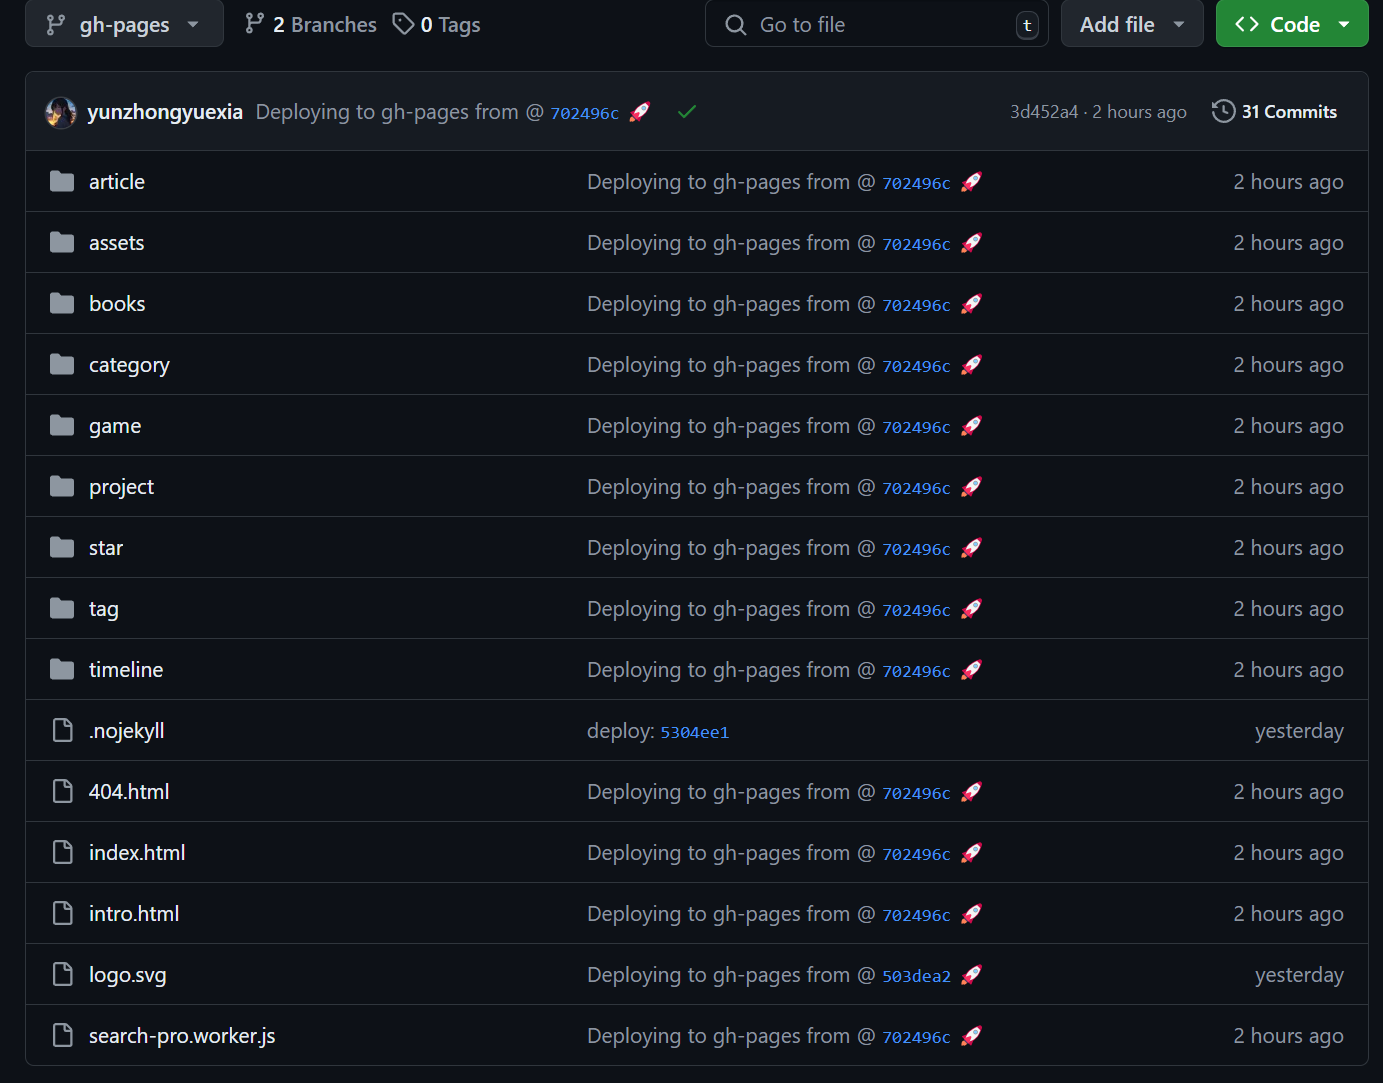 gh-pages 2 Branches 0 Tags Go to file t Add file Code
yunzhongyuexia Deploying to gh-pages from @ 702496c 🚀 3d452a4 · 2 hours ago 31 Commits
article Deploying to gh-pages from @ 702496c 🚀 2 hours ago
assets Deploying to gh-pages from @ 702496c 🚀 2 hours ago
books Deploying to gh-pages from @ 702496c 🚀 2 hours ago
category Deploying to gh-pages from @ 702496c 🚀 2 hours ago
game Deploying to gh-pages from @ 702496c 🚀 2 hours ago
project Deploying to gh-pages from @ 702496c 🚀 2 hours ago
star Deploying to gh-pages from @ 702496c 🚀 2 hours ago
tag Deploying to gh-pages from @ 702496c 🚀 2 hours ago
timeline Deploying to gh-pages from @ 702496c 🚀 2 hours ago
.nojekyll deploy: 5304ee1 yesterday
404.html Deploying to gh-pages from @ 702496c 🚀 2 hours ago
index.html Deploying to gh-pages from @ 702496c 🚀 2 hours ago
intro.html Deploying to gh-pages from @ 702496c 🚀 2 hours ago
logo.svg Deploying to gh-pages from @ 503dea2 🚀 yesterday
search-pro.worker.js Deploying to gh-pages from @ 702496c 🚀 2 hours ago